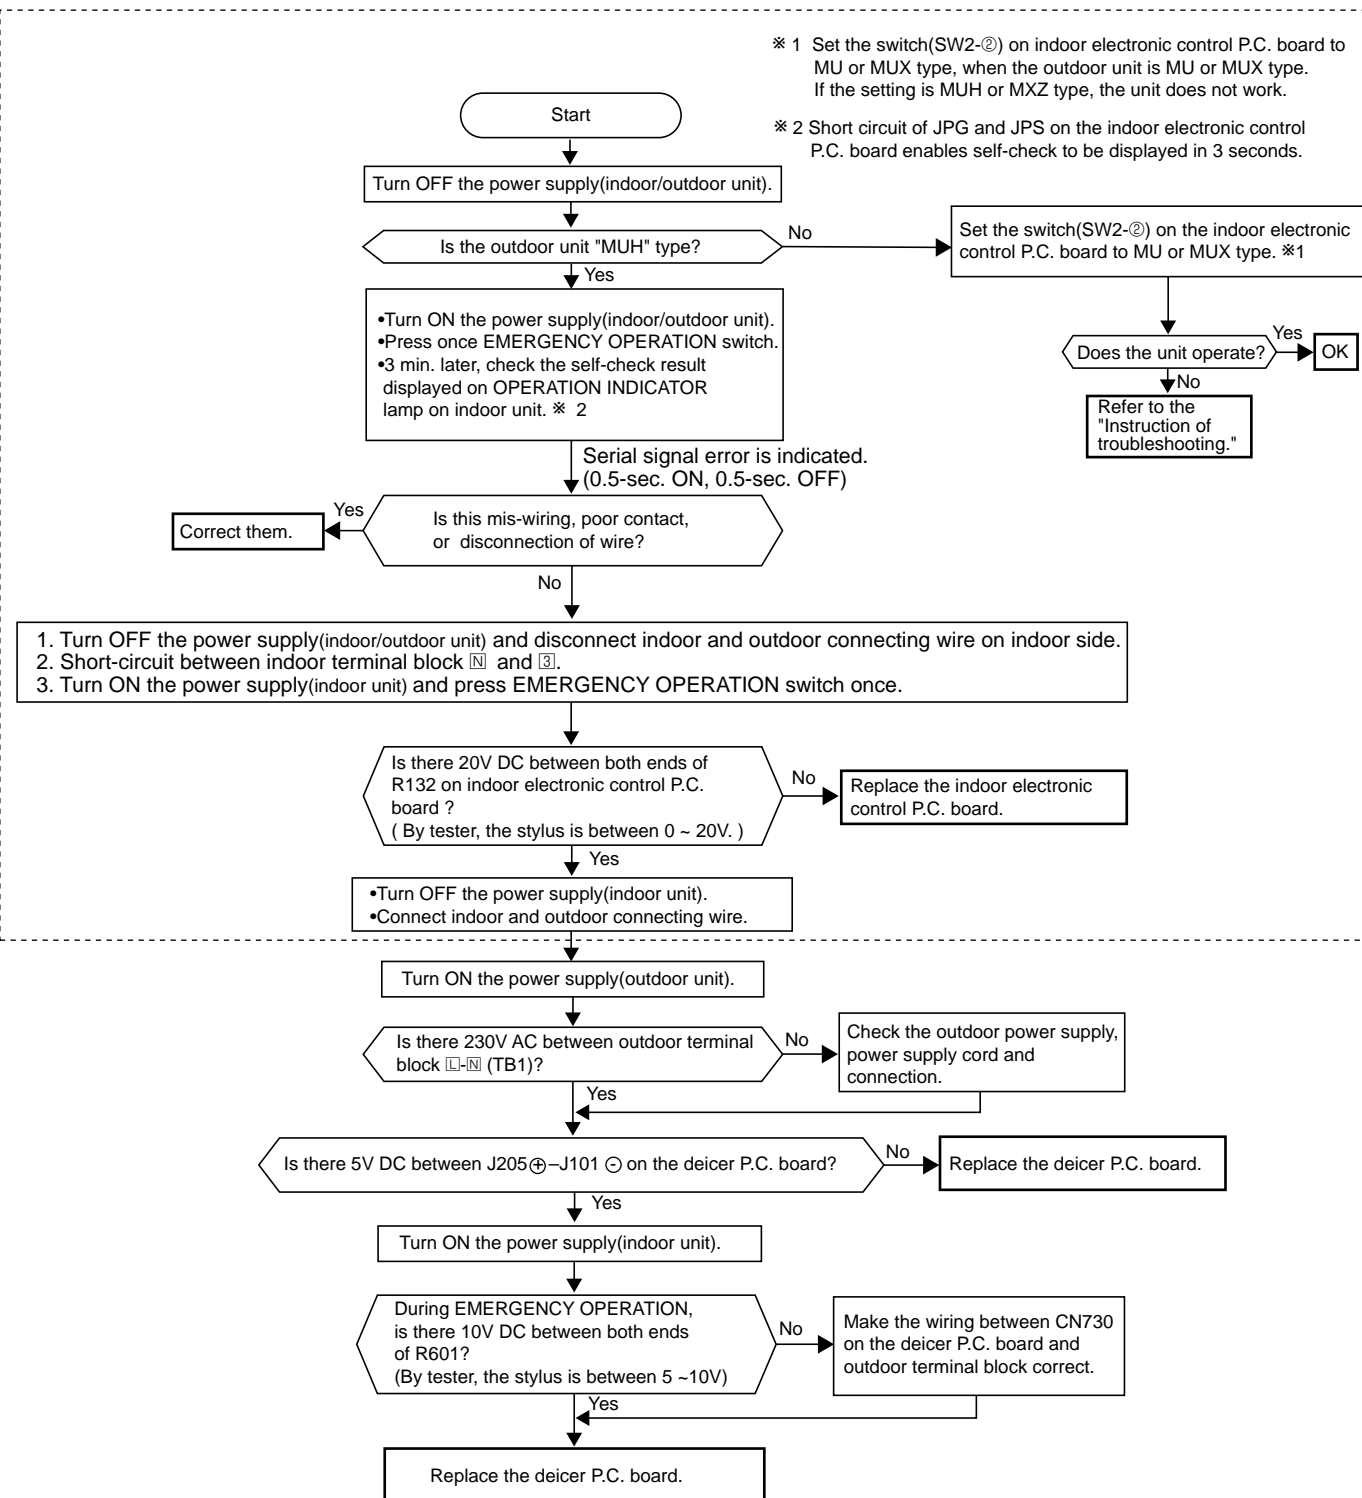 ※ 1 Set the switch(SW2-②) on indoor electronic control P.C. board to
MU or MUX type, when the outdoor unit is MU or MUX type.
If the setting is MUH or MXZ type, the unit does not work.
※ 2 Short circuit of JPG and JPS on the indoor electronic control
P.C. board enables self-check to be displayed in 3 seconds.
Start
Turn OFF the power supply(indoor/outdoor unit).
Is the outdoor unit "MUH" type?
No
Set the switch(SW2-②) on the indoor electronic
control P.C. board to MU or MUX type. ※1
Yes
•Turn ON the power supply(indoor/outdoor unit).
•Press once EMERGENCY OPERATION switch.
•3 min. later, check the self-check result
displayed on OPERATION INDICATOR
lamp on indoor unit. ※ 2
Does the unit operate?
Yes
OK
No
Refer to the
"Instruction of
troubleshooting."
Serial signal error is indicated.
(0.5-sec. ON, 0.5-sec. OFF)
Is this mis-wiring, poor contact,
or disconnection of wire?
Yes
Correct them.
No
1. Turn OFF the power supply(indoor/outdoor unit) and disconnect indoor and outdoor connecting wire on indoor side.
2. Short-circuit between indoor terminal block N and 3.
3. Turn ON the power supply(indoor unit) and press EMERGENCY OPERATION switch once.
Is there 20V DC between both ends of
R132 on indoor electronic control P.C.
board ?
( By tester, the stylus is between 0 ~ 20V. )
No
Replace the indoor electronic
control P.C. board.
Yes
•Turn OFF the power supply(indoor unit).
•Connect indoor and outdoor connecting wire.
Turn ON the power supply(outdoor unit).
Is there 230V AC between outdoor terminal
block L-N (TB1)?
No
Check the outdoor power supply,
power supply cord and
connection.
Yes
Is there 5V DC between J205⊕–J101 ⊖ on the deicer P.C. board?
No
Replace the deicer P.C. board.
Yes
Turn ON the power supply(indoor unit).
During EMERGENCY OPERATION,
is there 10V DC between both ends
of R601?
(By tester, the stylus is between 5 ~10V)
No
Make the wiring between CN730
on the deicer P.C. board and
outdoor terminal block correct.
Yes
Replace the deicer P.C. board.